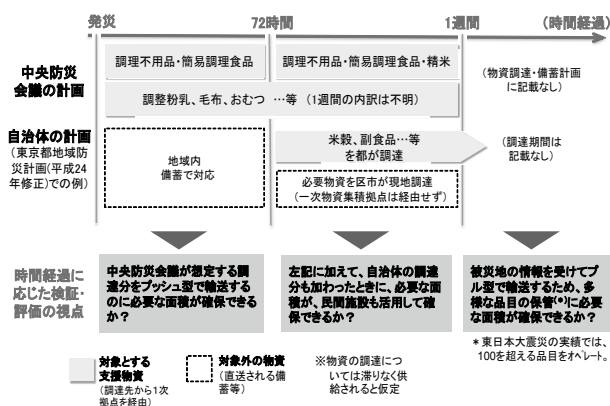 発災
72時間
1週間
(時間経過)
中央防災
会議の計画
調理不用品・簡易調理食品
調理不用品・簡易調理食品・精米
(物資調達・備蓄計画
に記載なし)
調整粉乳、毛布、おむつ …等 (1週間の内訳は不明)
自治体の計画
(東京都地域防
災計画(平成24
年修正)での例)
地域内
備蓄で対応
米穀、副食品…等
を都が調達
(調達期間は
記載なし)
必要物資を区市が現地調達
(一次物資集積拠点は経由せず)
時間経過に
応じた検証・
評価の視点
中央防災会議が想定する調
達分をプッシュ型で輸送する
のに必要な面積が確保でき
るか?
左記に加えて、自治体の調達
分も加わったときに、必要な面
積が、民間施設も活用して確
保できるか?
被災地の情報を受けてプ
ル型で輸送するため、多
様な品目の保管(*)に必要
な面積が確保できるか?
*東日本大震災の実績では、
100を超える品目をオペレート。
対象とする
支援物資
(調達先から1次
拠点を経由)
対象外の物資
(直送される備
蓄等)
※物資の調達につ
いては滞りなく供
給されると仮定